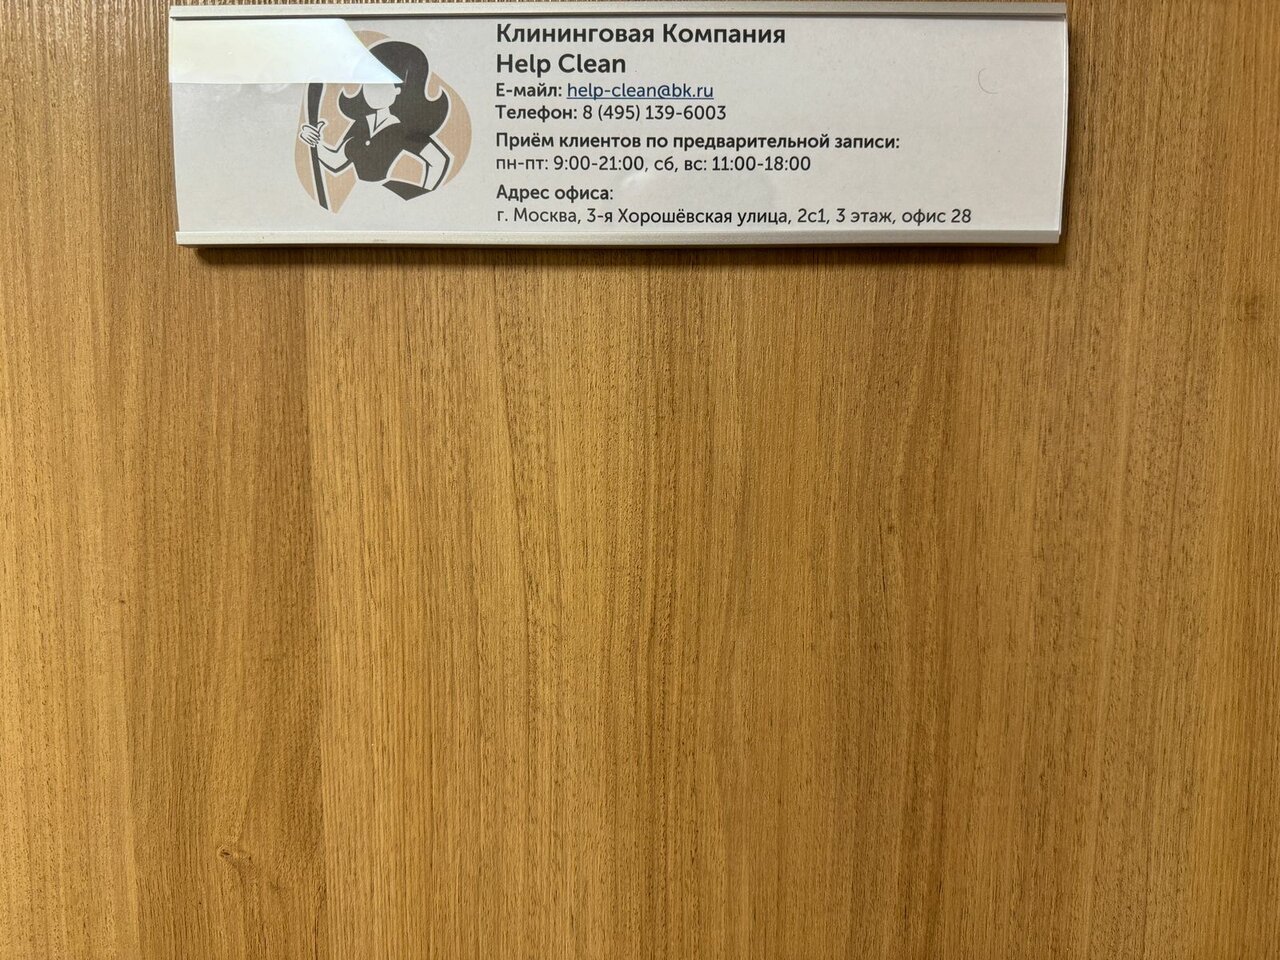 Клининговая Компания
Help Clean
Е-майл: help-clean@bk.ru
Телефон: 8 (495) 139-6003
Приём клиентов по предварительной записи:
пн-пт: 9:00-21:00, сб, вс: 11:00-18:00
Адрес офиса:
г. Москва, 3-я Хорошёвская улица, 2с1, 3 этаж, офис 28